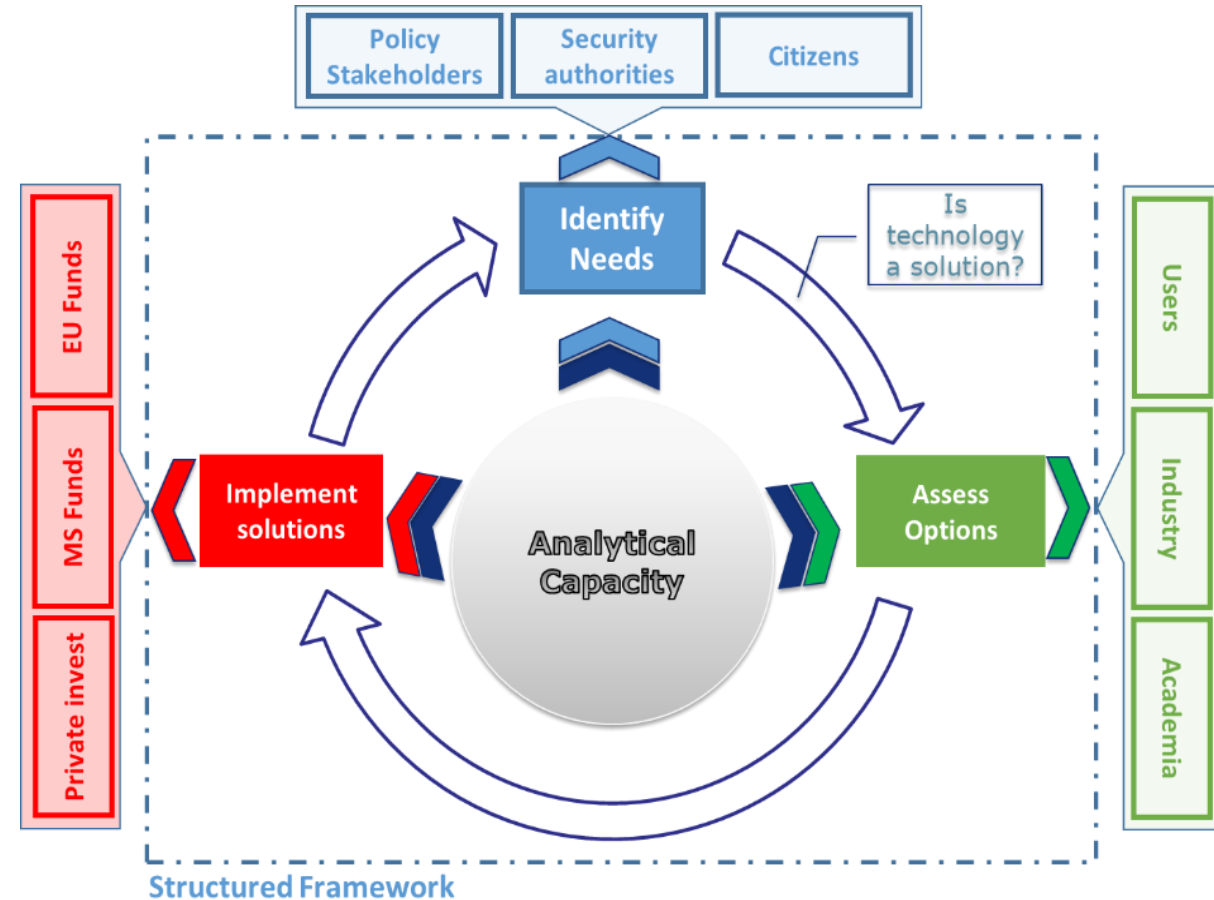 Policy
Stakeholders
Security
authorities
Citizens
Identify
Needs
Is
technology
a solution?
EU Funds
MS Funds
Private invest
Implement
solutions
Analytical
Capacity
Assess
Options
Users
Industry
Academia
Structured Framework